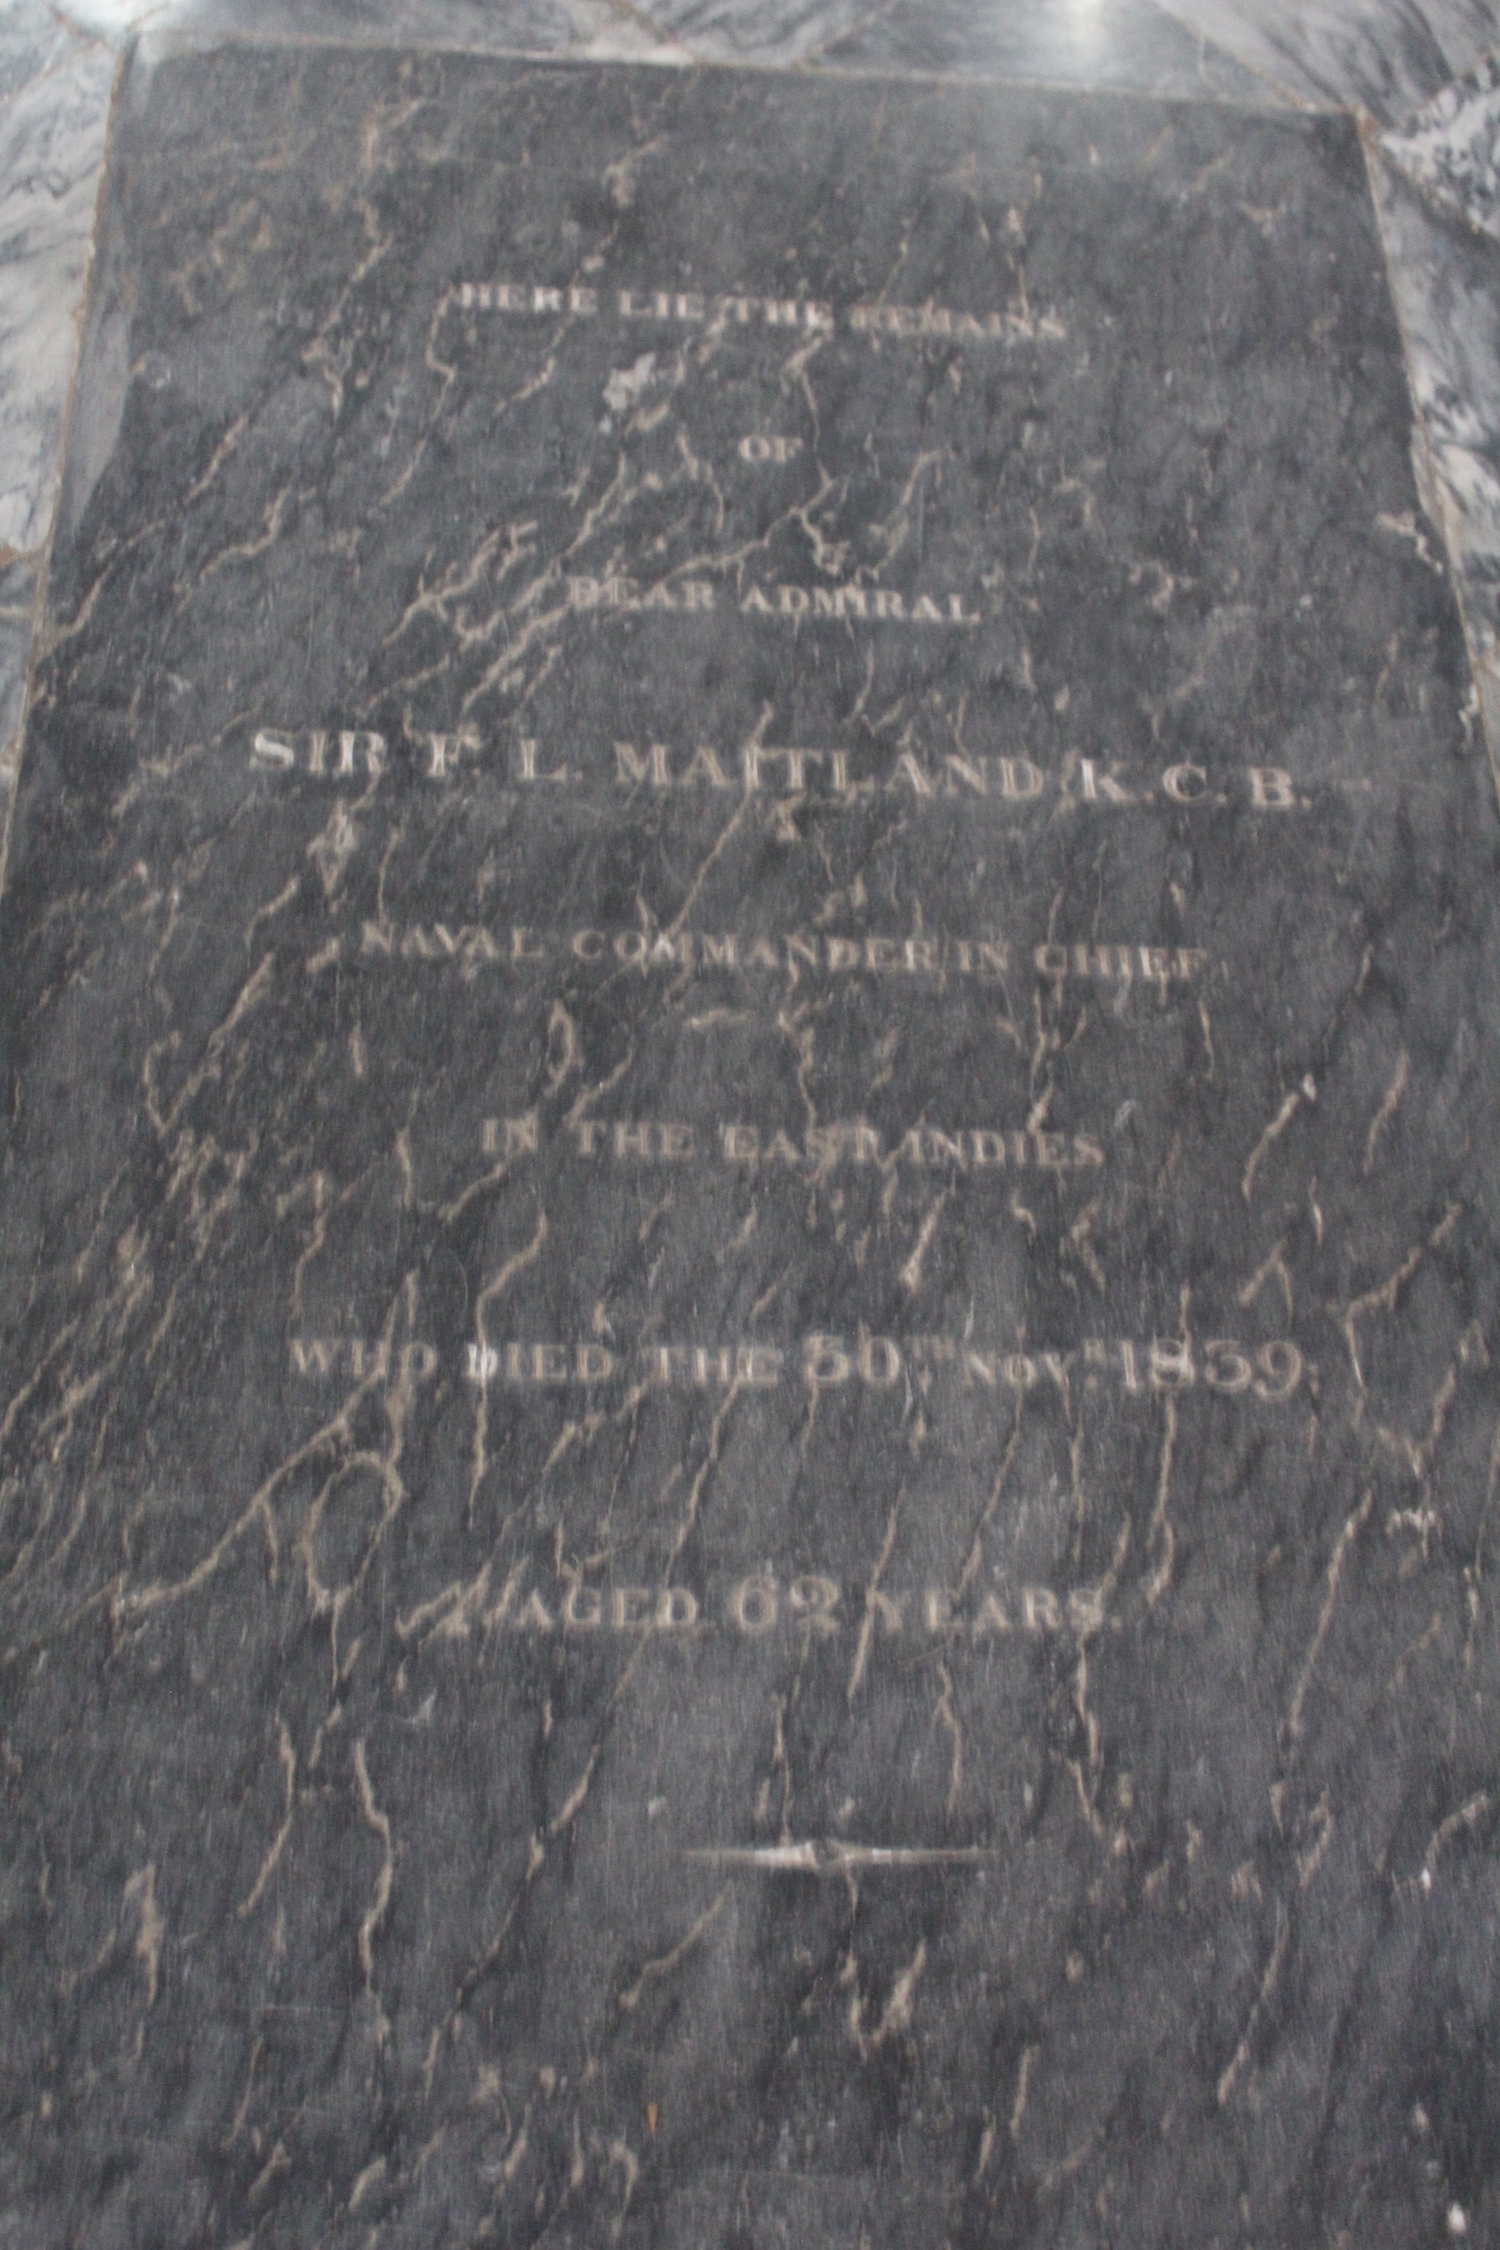 HERE LIE THE REMAINS
OF
REAR ADMIRAL
SIR F. L. MAITLAND K.C.B.
NAVAL COMMANDER IN CHIEF,
IN THE EAST INDIES
WHO DIED THE 30TH NOVR 1839.
AGED 62 YEARS.